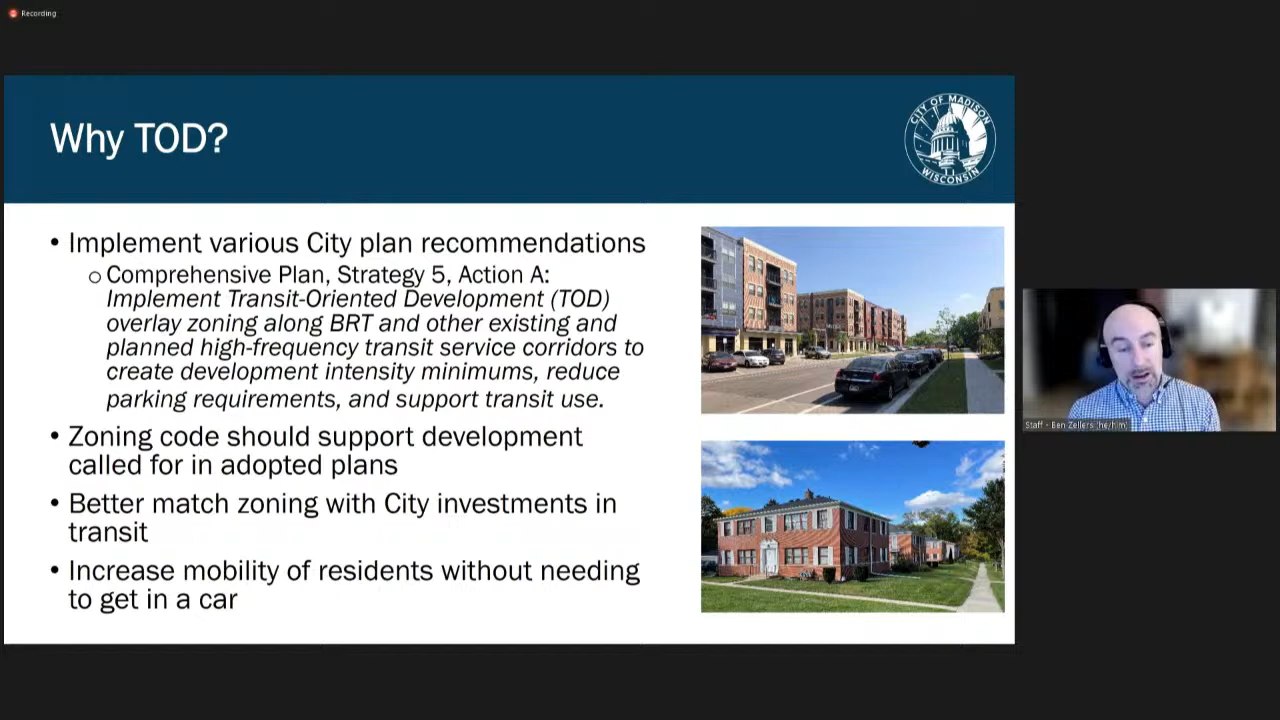 Recording
Why TOD?
CITY OF MADISON
WISCONSIN
• Implement various City plan recommendations
o Comprehensive Plan, Strategy 5, Action A:
Implement Transit-Oriented Development (TOD)
overlay zoning along BRT and other existing and
planned high-frequency transit service corridors to
create development intensity minimums, reduce
parking requirements, and support transit use.
• Zoning code should support development
called for in adopted plans
• Better match zoning with City investments in
transit
• Increase mobility of residents without needing
to get in a car
Staff - Ben Zellers (he/him)